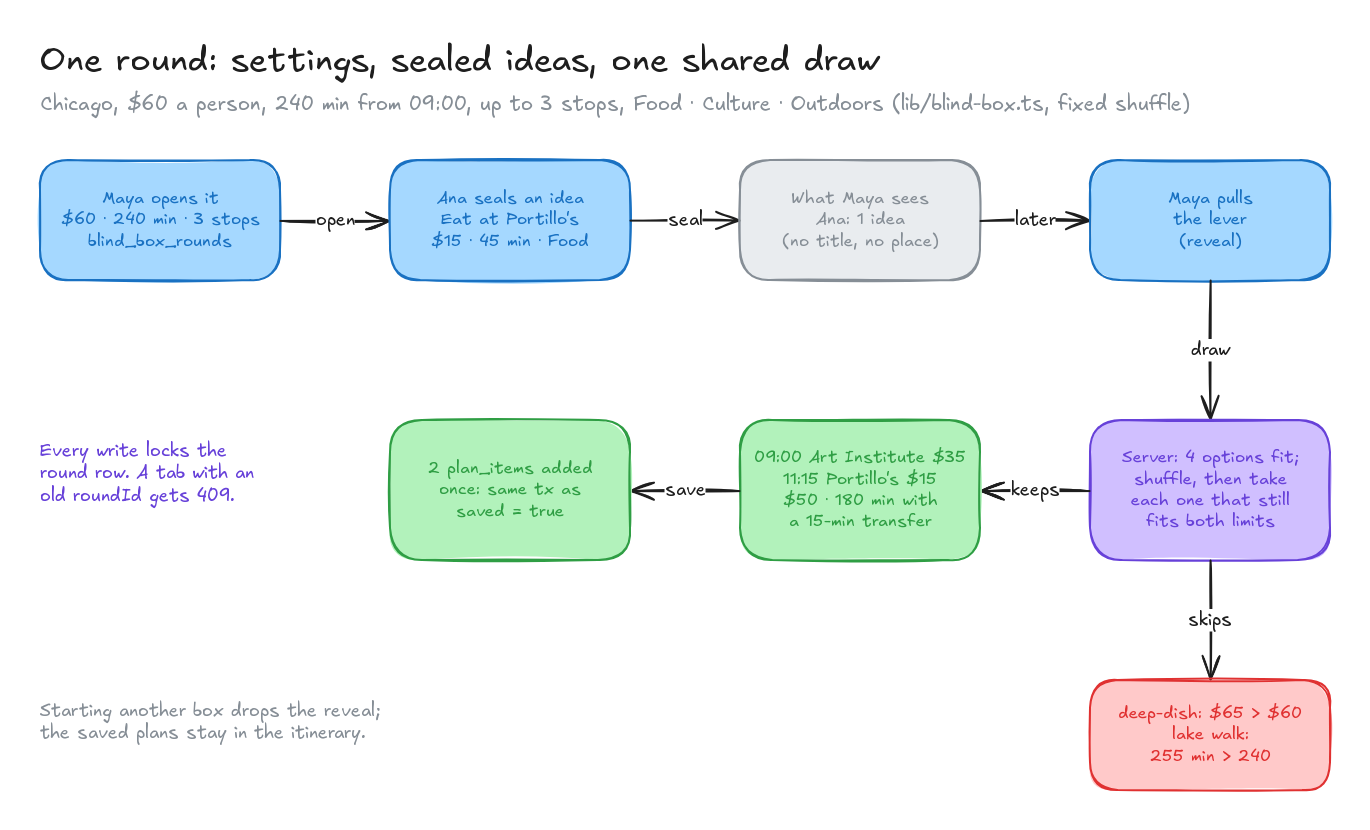 One round: settings, sealed ideas, one shared draw
Chicago, $60 a person, 240 min from 09:00, up to 3 stops, Food · Culture · Outdoors (lib/blind-box.ts, fixed shuffle)
Maya opens it
$60 · 240 min · 3 stops
blind_box_rounds
open
Ana seals an idea
Eat at Portillo's
$15 · 45 min · Food
seal
What Maya sees
Ana: 1 idea
(no title, no place)
later
Maya pulls
the lever
(reveal)
draw
Every write locks the
round row. A tab with an
old roundId gets 409.
2 plan_items added
once: same tx as
saved = true
save
09:00 Art Institute $35
11:15 Portillo's $15
$50 · 180 min with
a 15-min transfer
keeps
Server: 4 options fit;
shuffle, then take
each one that still
fits both limits
skips
Starting another box drops the reveal;
the saved plans stay in the itinerary.
deep-dish: $65 > $60
lake walk:
255 min > 240